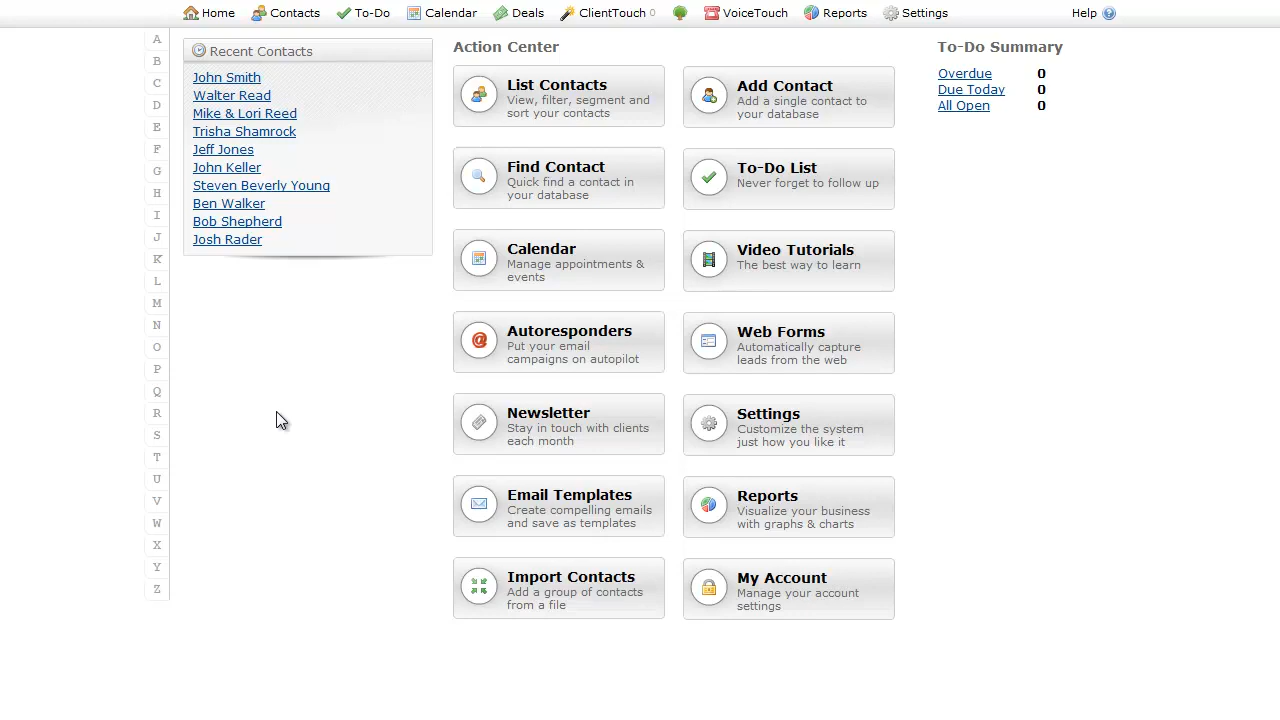 Home Contacts To-Do Calendar Deals ClientTouch 0 VoiceTouch Reports Settings Help ?
A
B
C
D
E
F
G
H
I
J
K
L
M
N
O
P
Q
R
S
T
U
V
W
X
Y
Z
Recent Contacts
John Smith
Walter Read
Mike & Lori Reed
Trisha Shamrock
Jeff Jones
John Keller
Steven Beverly Young
Ben Walker
Bob Shepherd
Josh Rader
Action Center
List Contacts
View, filter, segment and
sort your contacts
Add Contact
Add a single contact to
your database
Find Contact
Quick find a contact in
your database
To-Do List
Never forget to follow up
Calendar
Manage appointments &
events
Video Tutorials
The best way to learn
Autoresponders
Put your email
campaigns on autopilot
Web Forms
Automatically capture
leads from the web
Newsletter
Stay in touch with clients
each month
Settings
Customize the system
just how you like it
Email Templates
Create compelling emails
and save as templates
Reports
Visualize your business
with graphs & charts
Import Contacts
Add a group of contacts
from a file
My Account
Manage your account
settings
To-Do Summary
Overdue 0
Due Today 0
All Open 0